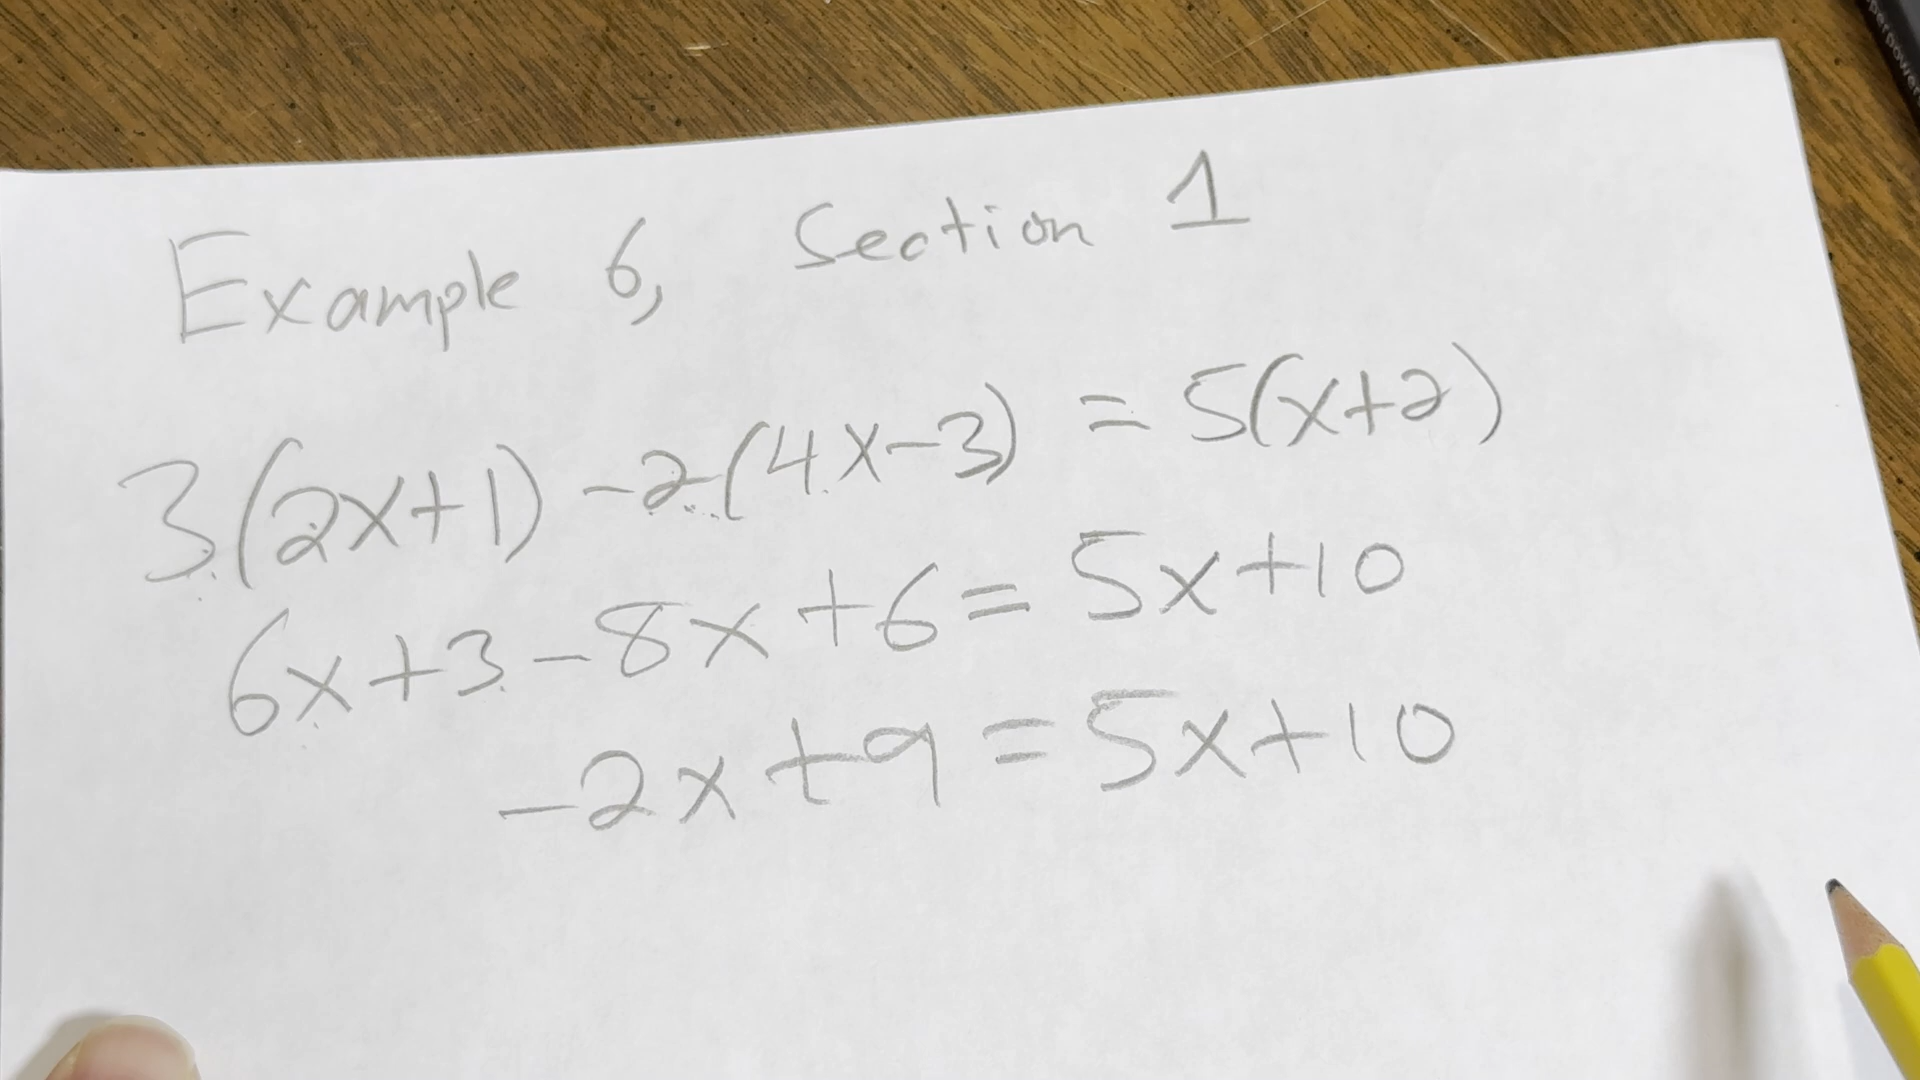 Example 6, Section 1
3(2x+1) -2(4x-3) = 5(x+2)
6x+3-8x+6= 5x+10
-2x+9=5x+10